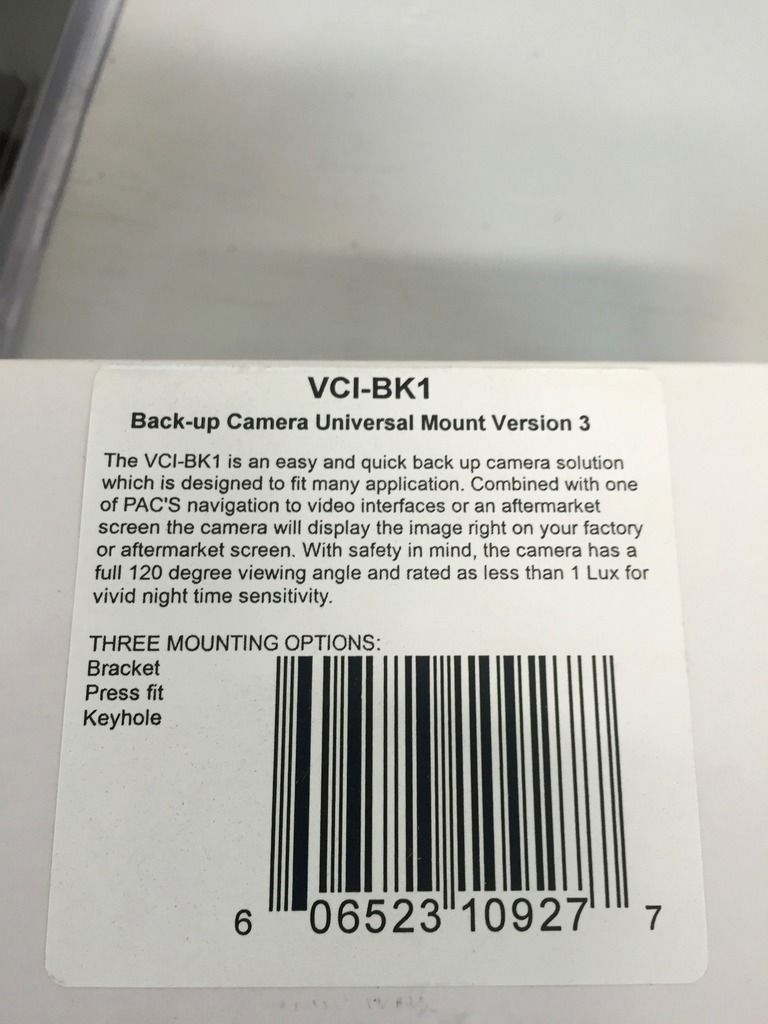 VCI-BK1
Back-up Camera Universal Mount Version 3
The VCI-BK1 is an easy and quick back up camera solution
which is designed to fit many application. Combined with one
of PAC'S navigation to video interfaces or an aftermarket
screen the camera will display the image right on your factory
or aftermarket screen. With safety in mind, the camera has a
full 120 degree viewing angle and rated as less than 1 Lux for
vivid night time sensitivity.
THREE MOUNTING OPTIONS:
Bracket
Press fit
Keyhole
6 06523 10927 7